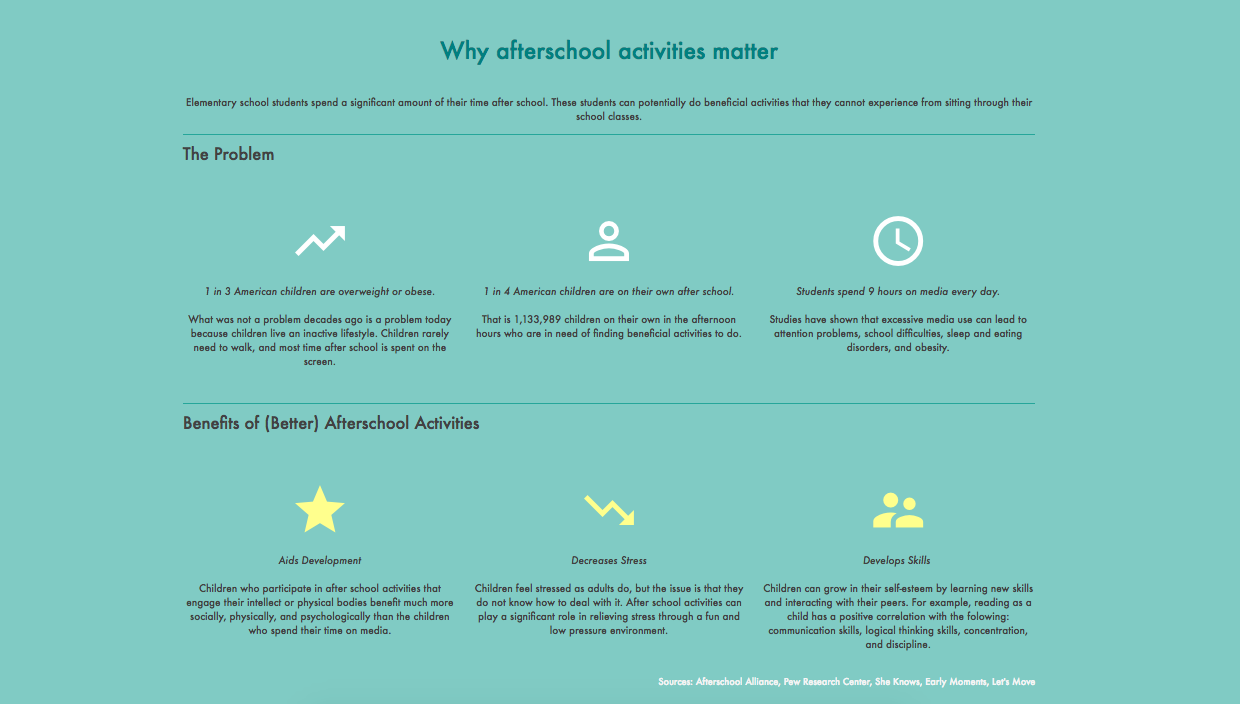 Why afterschool activities matter
Elementary school students spend a significant amount of their time after school. These students can potentially do beneficial activities that they cannot experience from sitting through their
school classes.
The Problem
1 in 3 American children are overweight or obese.
What was not a problem decades ago is a problem today
because children live an inactive lifestyle. Children rarely
need to walk, and most time after school is spent on the
screen.
1 in 4 American children are on their own after school.
That is 1,133,989 children on their own in the afternoon
hours who are in need of finding beneficial activities to do.
Students spend 9 hours on media every day.
Studies have shown that excessive media use can lead to
attention problems, school difficulties, sleep and eating
disorders, and obesity.
Benefits of (Better) Afterschool Activities
Aids Development
Children who participate in after school activities that
engage their intellect or physical bodies benefit much more
socially, physically, and psychologically than the children
who spend their time on media.
Decreases Stress
Children feel stressed as adults do, but the issue is that they
do not know how to deal with it. After school activities can
play a significant role in relieving stress through a fun and
low pressure environment.
Develops Skills
Children can grow in their self-esteem by learning new skills
and interacting with their peers. For example, reading as a
child has a positive correlation with the folowing:
communication skills, logical thinking skills, concentration,
and discipline.
Sources: Afterschool Alliance, Pew Research Center, She Knows, Early Moments, Let's Move